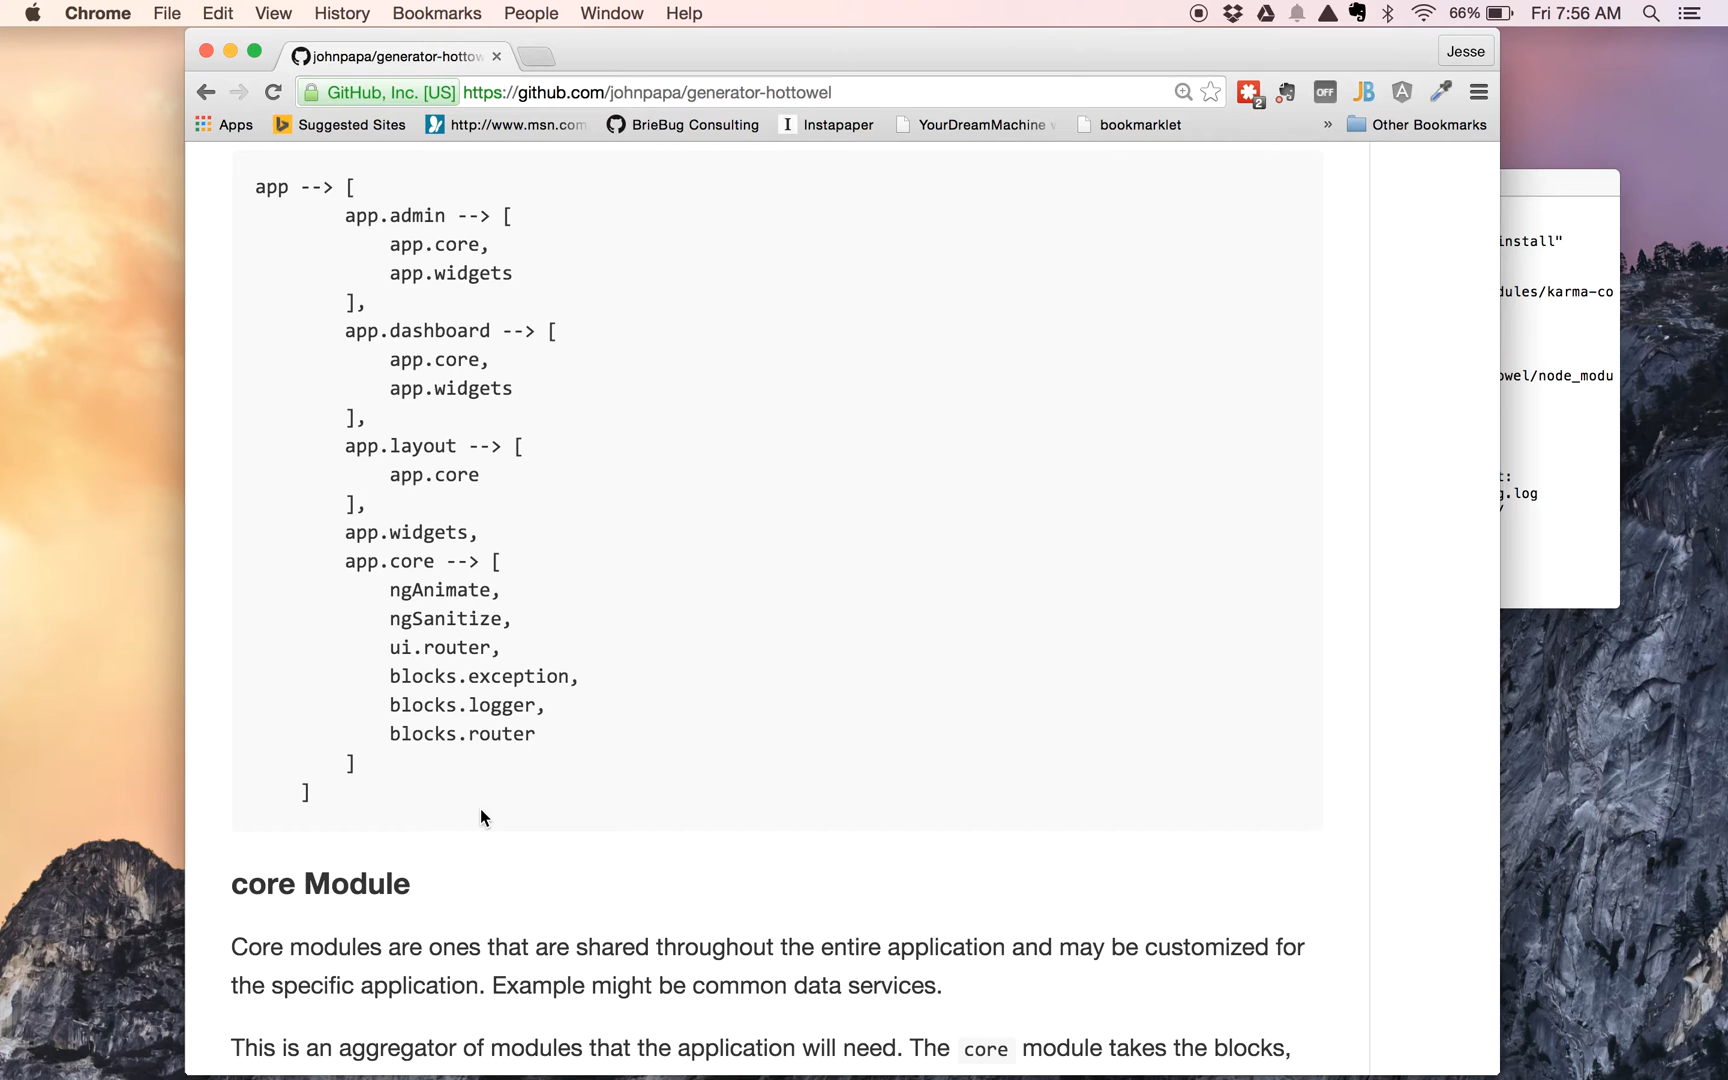 Chrome File Edit View History Bookmarks People Window Help 66% Fri 7:56 AM
johnpapa/generator-hottow Jesse
GitHub, Inc. [US] https://github.com/johnpapa/generator-hottowel 2 OFF JB A
Apps Suggested Sites http://www.msn.com BrieBug Consulting I Instapaper YourDreamMachine bookmarklet » Other Bookmarks
app --> [
app.admin --> [
app.core,
app.widgets
],
app.dashboard --> [
app.core,
app.widgets
],
app.layout --> [
app.core
],
app.widgets,
app.core --> [
ngAnimate,
ngSanitize,
ui.router,
blocks.exception,
blocks.logger,
blocks.router
]
]
core Module
Core modules are ones that are shared throughout the entire application and may be customized for
the specific application. Example might be common data services.
This is an aggregator of modules that the application will need. The core module takes the blocks,
install"
dules/karma-co
owel/node_modu
t:
g.log
/